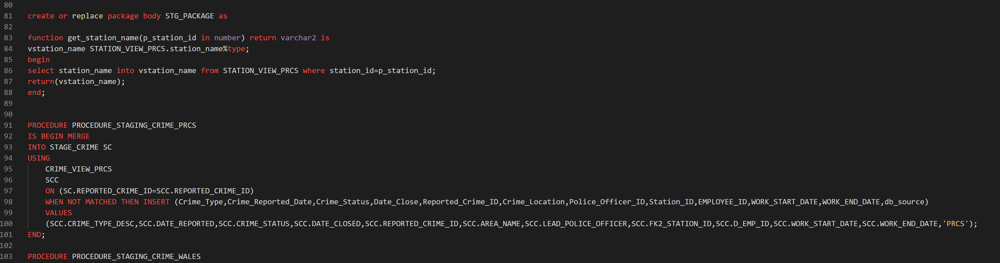 80
81 create or replace package body STG_PACKAGE as
82
83 function get_station_name(p_station_id in number) return varchar2 is
84 vstation_name STATION_VIEW_PRCS.station_name%type;
85 begin
86 select station_name into vstation_name from STATION_VIEW_PRCS where station_id=p_station_id;
87 return(vstation_name);
88 end;
89
90
91 PROCEDURE PROCEDURE_STAGING_CRIME_PRCS
92 IS BEGIN MERGE
93 INTO STAGE_CRIME SC
94 USING
95 CRIME_VIEW_PRCS
96 SCC
97 ON (SC.REPORTED_CRIME_ID=SCC.REPORTED_CRIME_ID)
98 WHEN NOT MATCHED THEN INSERT (Crime_Type,Crime_Reported_Date,Crime_Status,Date_Close,Reported_Crime_ID,Crime_Location,Police_Officer_ID,Station_ID,EMPLOYEE_ID,WORK_START_DATE,WORK_END_DATE,db_source)
99 VALUES
100 (SCC.CRIME_TYPE_DESC,SCC.DATE_REPORTED,SCC.CRIME_STATUS,SCC.DATE_CLOSED,SCC.REPORTED_CRIME_ID,SCC.AREA_NAME,SCC.LEAD_POLICE_OFFICER,SCC.FK2_STATION_ID,SCC.D_EMP_ID,SCC.WORK_START_DATE,SCC.WORK_END_DATE,'PRCS');
101 END;
102
103 PROCEDURE PROCEDURE_STAGING_CRIME_WALES